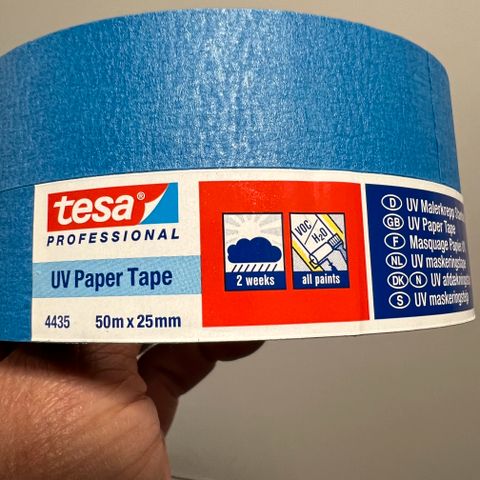 tesa®
PROFESSIONAL
UV Paper Tape
4435 50m x 25mm
2 weeks
VOC
H₂O
all paints
D UV Malerkrepp
GB UV Paper Tape
F Masquage Papier
NL UV maskeringstape
DK N UV afdækningst
S UV maskeringstejp